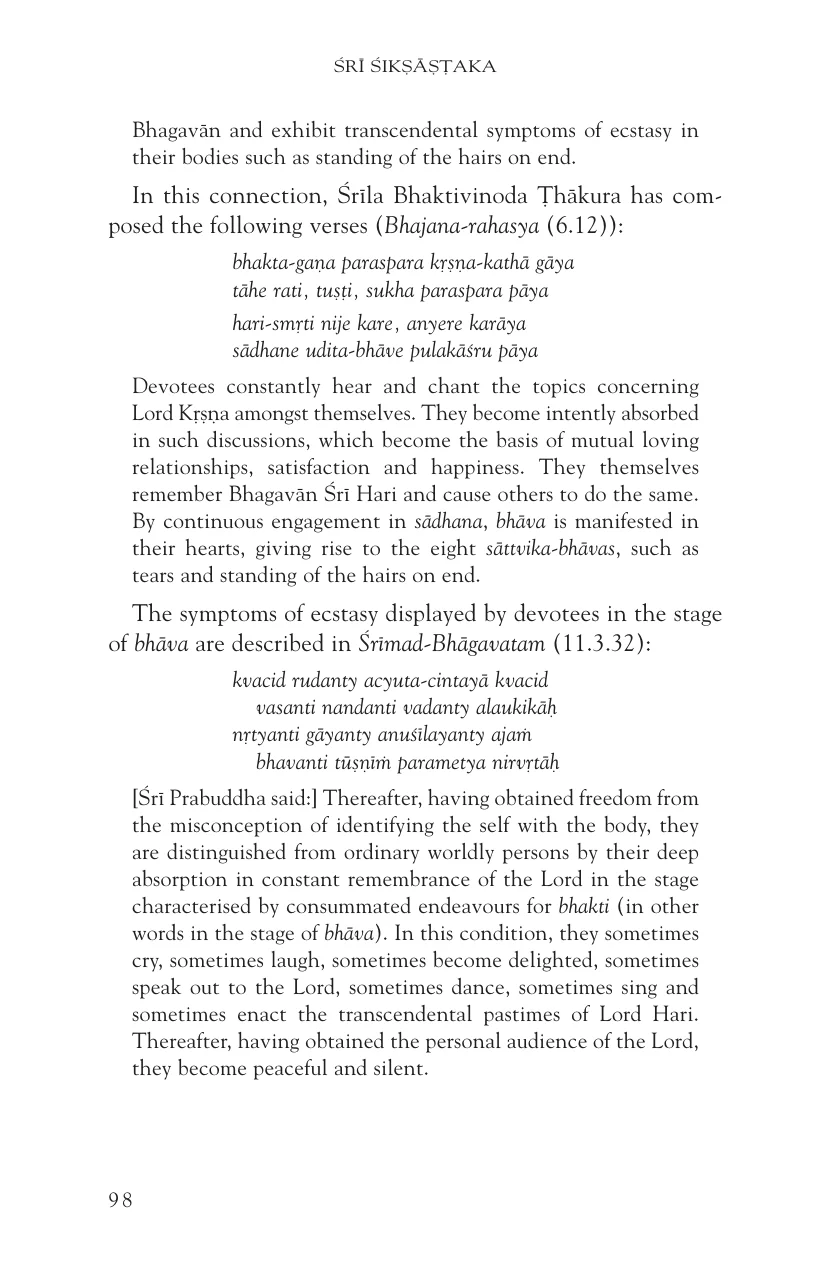 ŚRĪ ŚIKṢĀṢṬAKA
Bhagavān and exhibit transcendental symptoms of ecstasy in
their bodies such as standing of the hairs on end.
In this connection, Śrīla Bhaktivinoda Ṭhākura has com-
posed the following verses (Bhajana-rahasya (6.12)):
bhakta-gaṇa paraspara kṛṣṇa-kathā gāya
tāhe rati, tuṣṭi, sukha paraspara pāya
hari-smṛti nije kare, anyere karāya
sādhane udita-bhāve pulakāśru pāya
Devotees constantly hear and chant the topics concerning
Lord Kṛṣṇa amongst themselves. They become intently absorbed
in such discussions, which become the basis of mutual loving
relationships, satisfaction and happiness. They themselves
remember Bhagavān Śrī Hari and cause others to do the same.
By continuous engagement in sādhana, bhāva is manifested in
their hearts, giving rise to the eight sāttvika-bhāvas, such as
tears and standing of the hairs on end.
The symptoms of ecstasy displayed by devotees in the stage
of bhāva are described in Śrīmad-Bhāgavatam (11.3.32):
kvacid rudanty acyuta-cintayā kvacid
vasanti nandanti vadanty alaukikāḥ
nṛtyanti gāyanty anuśīlayanty ajaṁ
bhavanti tūṣṇīṁ parametya nirvṛtāḥ
[Śrī Prabuddha said:] Thereafter, having obtained freedom from
the misconception of identifying the self with the body, they
are distinguished from ordinary worldly persons by their deep
absorption in constant remembrance of the Lord in the stage
characterised by consummated endeavours for bhakti (in other
words in the stage of bhāva). In this condition, they sometimes
cry, sometimes laugh, sometimes become delighted, sometimes
speak out to the Lord, sometimes dance, sometimes sing and
sometimes enact the transcendental pastimes of Lord Hari.
Thereafter, having obtained the personal audience of the Lord,
they become peaceful and silent.
98